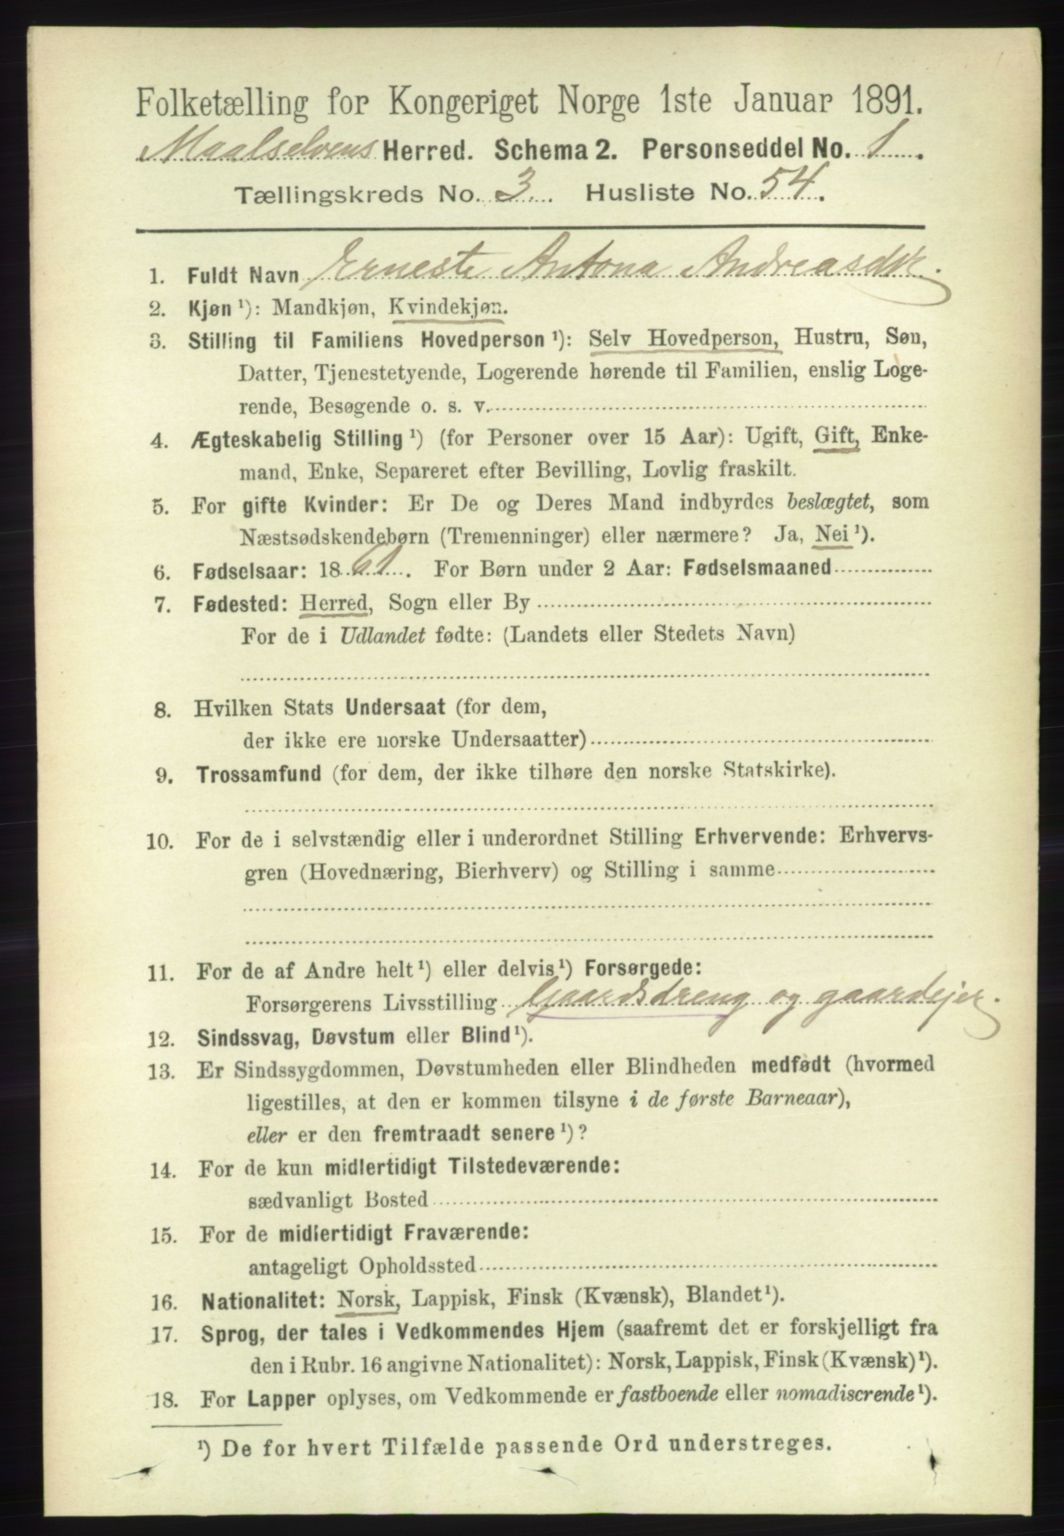 Folketælling for Kongeriget Norge 1ste Januar 1891.
Maalselvens Herred. Schema 2. Personseddel No. 1.
Tællingskreds No. 3. Husliste No. 54.
1. Fuldt Navn Erneste Antona Andreasdtr.
2. Kjøn ¹): Mandkjøn, Kvindekjøn.
3. Stilling til Familiens Hovedperson ¹): Selv Hovedperson, Hustru, Søn,
Datter, Tjenestetyende, Logerende hørende til Familien, enslig Loge-
rende, Besøgende o. s. v.
4. Ægteskabelig Stilling ¹) (for Personer over 15 Aar): Ugift, Gift, Enke-
mand, Enke, Separeret efter Bevilling, Lovlig fraskilt.
5. For gifte Kvinder: Er De og Deres Mand indbyrdes beslægtet, som
Næstsødskendebørn (Tremenninger) eller nærmere? Ja, Nei ¹).
6. Fødselsaar: 1861. For Børn under 2 Aar: Fødselsmaaned
7. Fødested: Herred, Sogn eller By
For de i Udlandet fødte: (Landets eller Stedets Navn)
8. Hvilken Stats Undersaat (for dem,
der ikke ere norske Undersaatter)
9. Trossamfund (for dem, der ikke tilhøre den norske Statskirke).
10. For de i selvstændig eller i underordnet Stilling Erhvervende: Erhvervs-
gren (Hovednæring, Bierhverv) og Stilling i samme
11. For de af Andre helt ¹) eller delvis ¹) Forsørgede:
Forsørgerens Livsstilling Gaardsdreng og gaardejer.
12. Sindssvag, Døvstum eller Blind ¹).
13. Er Sindssygdommen, Døvstumheden eller Blindheden medfødt (hvormed
ligestilles, at den er kommen tilsyne i de første Barneaar),
eller er den fremtraadt senere ¹)?
14. For de kun midlertidigt Tilstedeværende:
sædvanligt Bosted
15. For de midlertidigt Fraværende:
antageligt Opholdssted
16. Nationalitet: Norsk, Lappisk, Finsk (Kvænsk), Blandet ¹).
17. Sprog, der tales i Vedkommendes Hjem (saafremt det er forskjelligt fra
den i Rubr. 16 angivne Nationalitet): Norsk, Lappisk, Finsk (Kvænsk) ¹).
18. For Lapper oplyses, om Vedkommende er fastboende eller nomadiserende ¹).
¹) De for hvert Tilfælde passende Ord understreges.